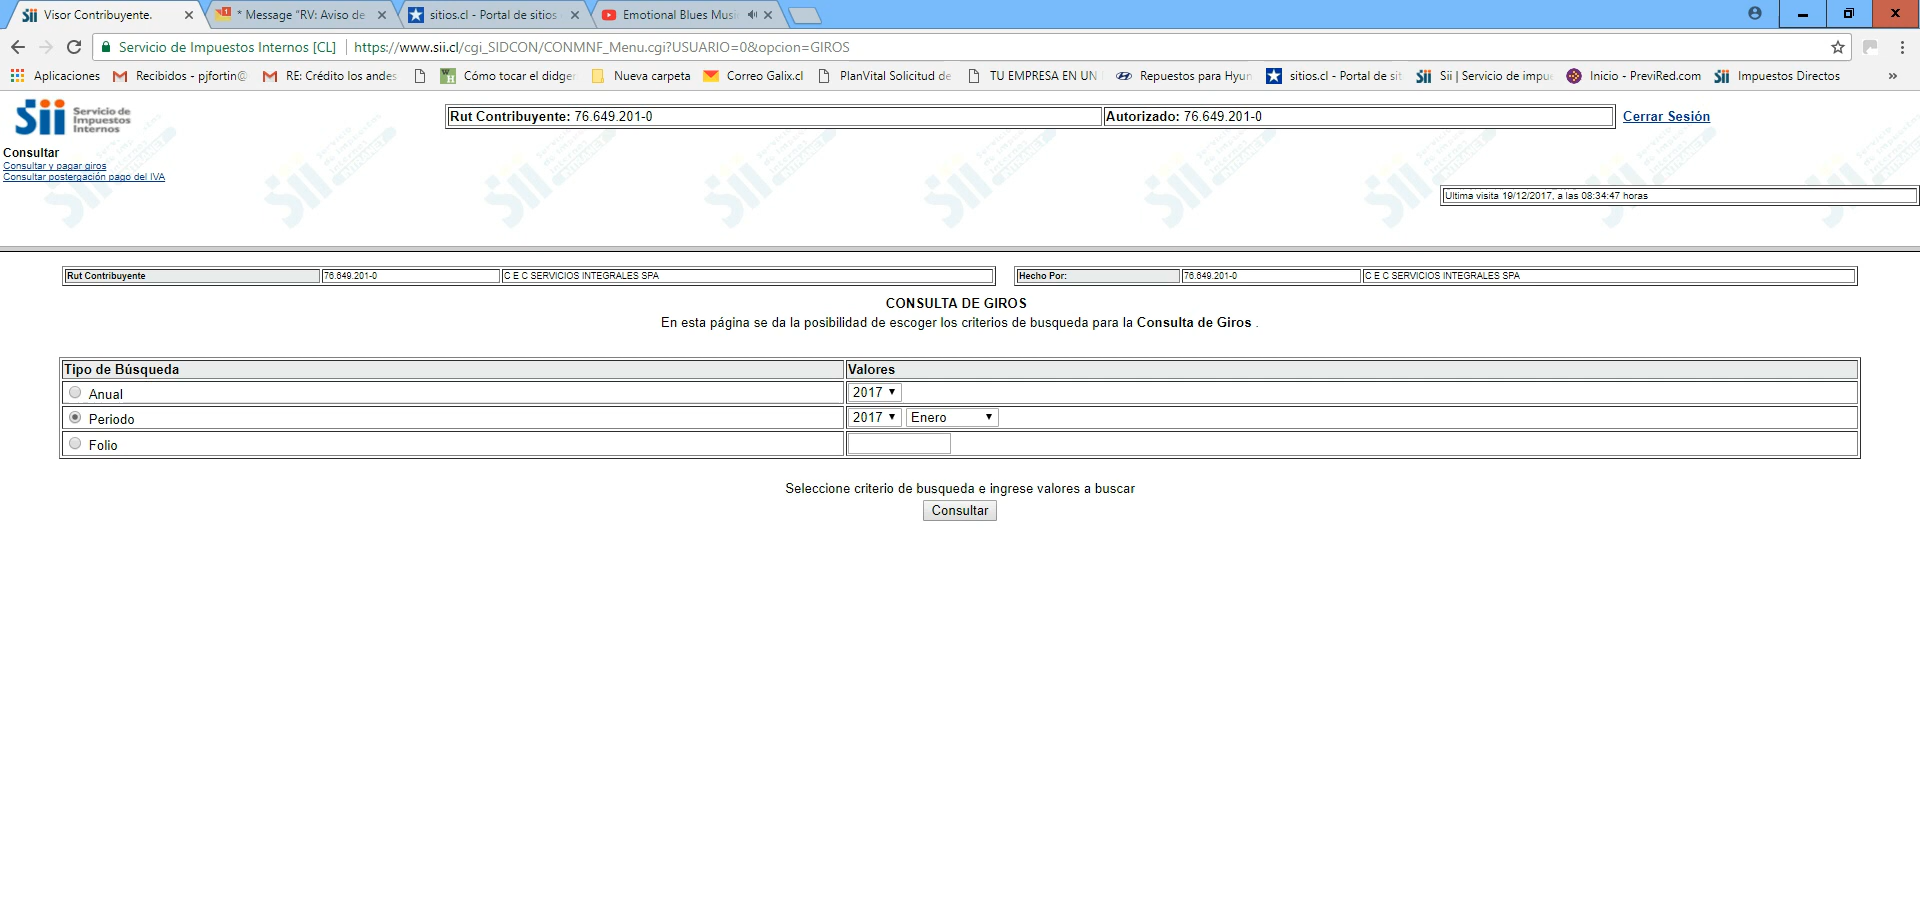 Visor Contribuyente.
* Message "RV: Aviso de
sitios.cl - Portal de sitios
Emotional Blues Musi
Servicio de Impuestos Internos [CL]
https://www.sii.cl/cgi_SIDCON/CONMNF_Menu.cgi?USUARIO=0&opcion=GIROS
Aplicaciones
Recibidos - pjfortin@
RE: Crédito los andes
Cómo tocar el didge
Nueva carpeta
Correo Galix.cl
PlanVital Solicitud de
TU EMPRESA EN UN
Repuestos para Hyun
sitios.cl - Portal de sit
Sii | Servicio de impue
Inicio - PreviRed.com
Impuestos Directos
»
Sii Servicio de
Impuestos
Internos
Rut Contribuyente: 76.649.201-0
Autorizado: 76.649.201-0
Cerrar Sesión
Consultar
Consultar y pagar giros
Consultar postergación pago del IVA
Ultima visita 19/12/2017, a las 08:34:47 horas
Rut Contribuyente 76.649.201-0 C E C SERVICIOS INTEGRALES SPA
Hecho Por: 76.649.201-0 C E C SERVICIOS INTEGRALES SPA
CONSULTA DE GIROS
En esta página se da la posibilidad de escoger los criterios de busqueda para la Consulta de Giros .
Tipo de Búsqueda Valores
Anual 2017
Periodo 2017 Enero
Folio
Seleccione criterio de busqueda e ingrese valores a buscar
Consultar